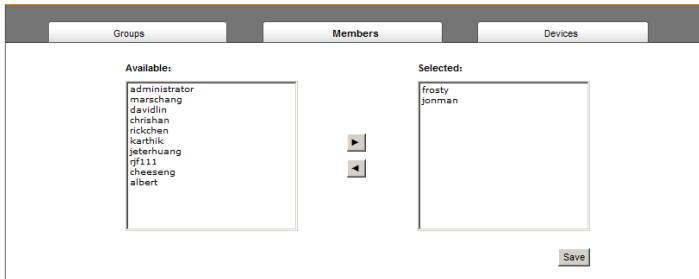 Groups
Members
Devices
Available:
Selected:
administrator
marschang
davidlin
chrishan
rickchen
karthik
jeterhuang
rjf111
cheeseng
albert
frosty
jonman
Save